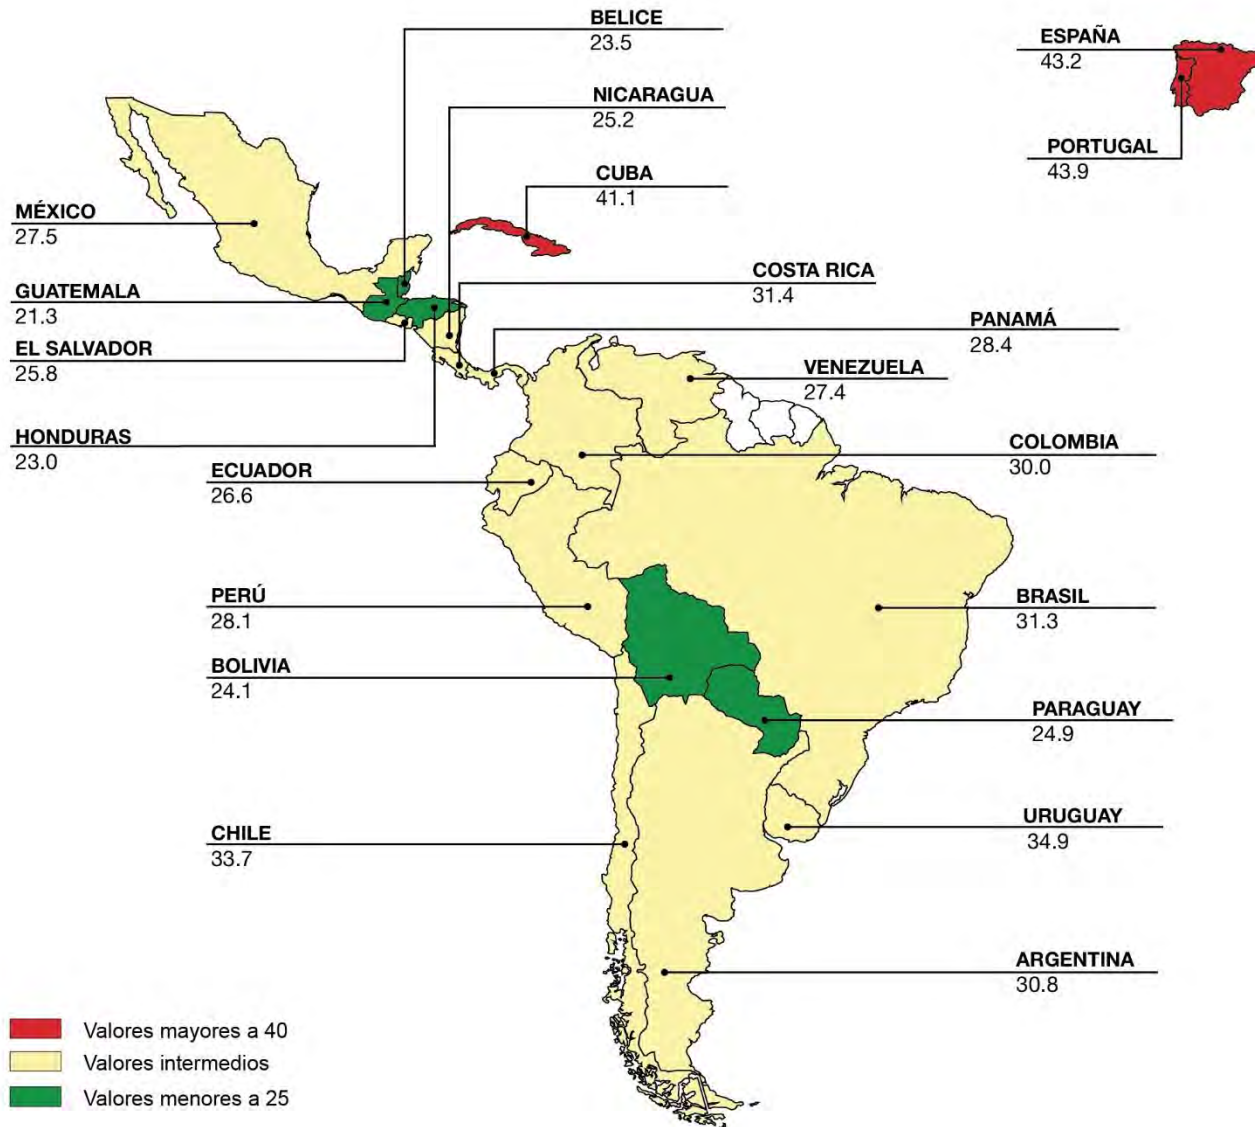 BELICE
23.5
ESPAÑA
43.2
NICARAGUA
25.2
PORTUGAL
43.9
CUBA
41.1
MÉXICO
27.5
COSTA RICA
31.4
GUATEMALA
21.3
PANAMÁ
28.4
EL SALVADOR
25.8
VENEZUELA
27.4
HONDURAS
23.0
COLOMBIA
30.0
ECUADOR
26.6
PERÚ
28.1
BRASIL
31.3
BOLIVIA
24.1
PARAGUAY
24.9
URUGUAY
34.9
CHILE
33.7
ARGENTINA
30.8
Valores mayores a 40
Valores intermedios
Valores menores a 25